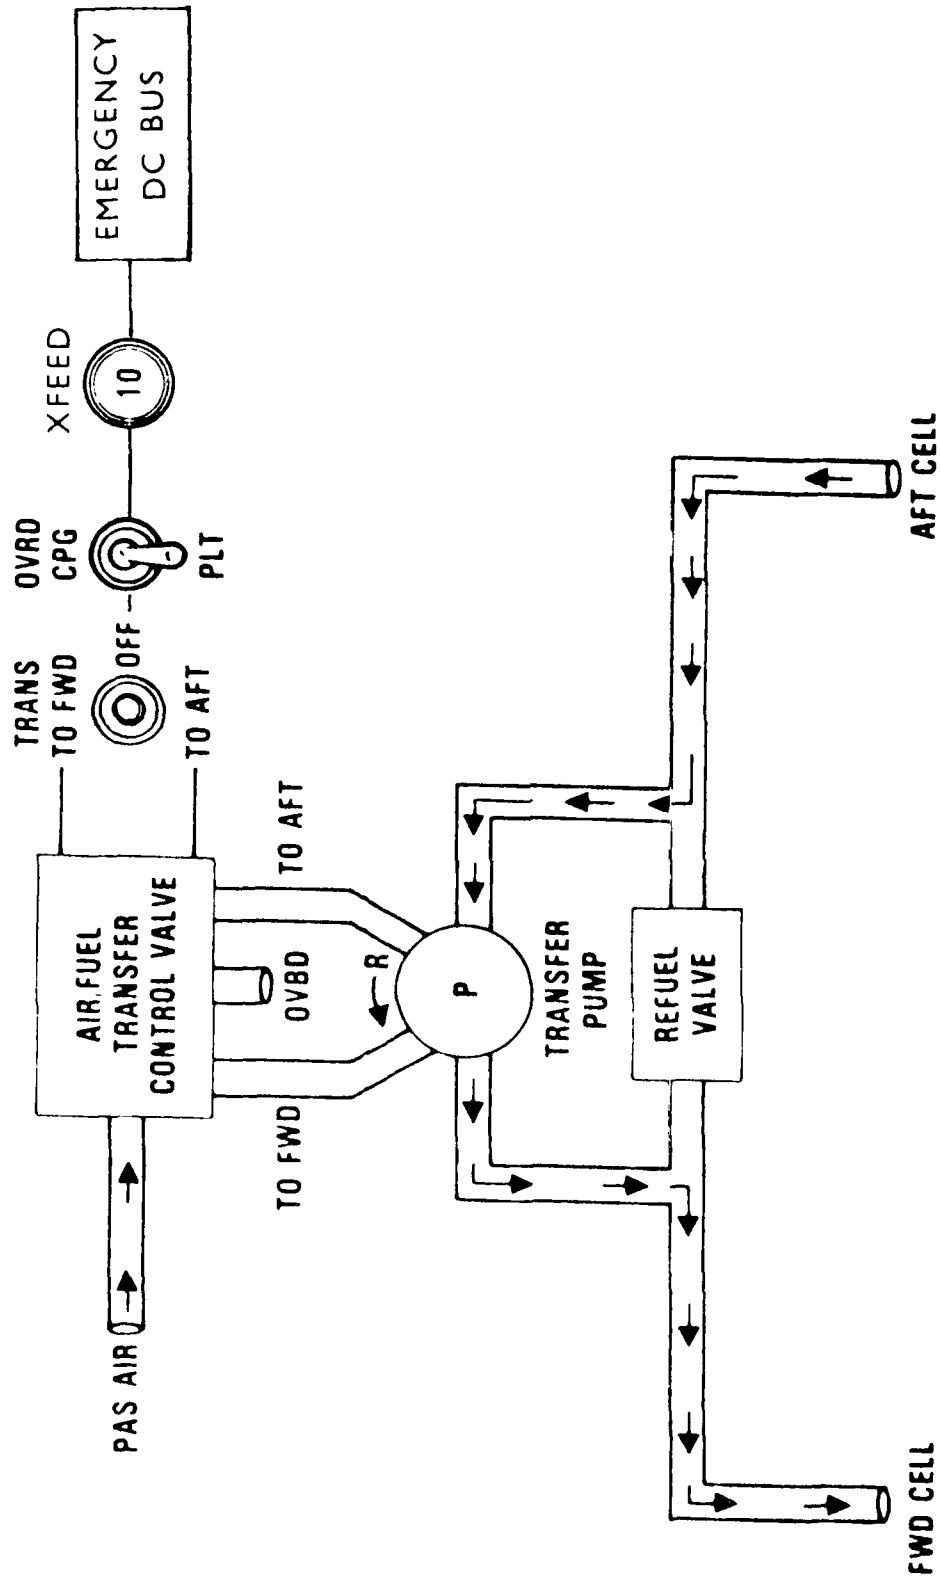 PAS AIR
AIR, FUEL
TRANSFER
CONTROL VALVE
TRANS
TO FWD
OFF
TO AFT
OVRD
CPG
PLT
XFEED
10
EMERGENCY
DC BUS
TO FWD
OVBD
TO AFT
R
P
TRANSFER
PUMP
REFUEL
VALVE
FWD CELL
AFT CELL